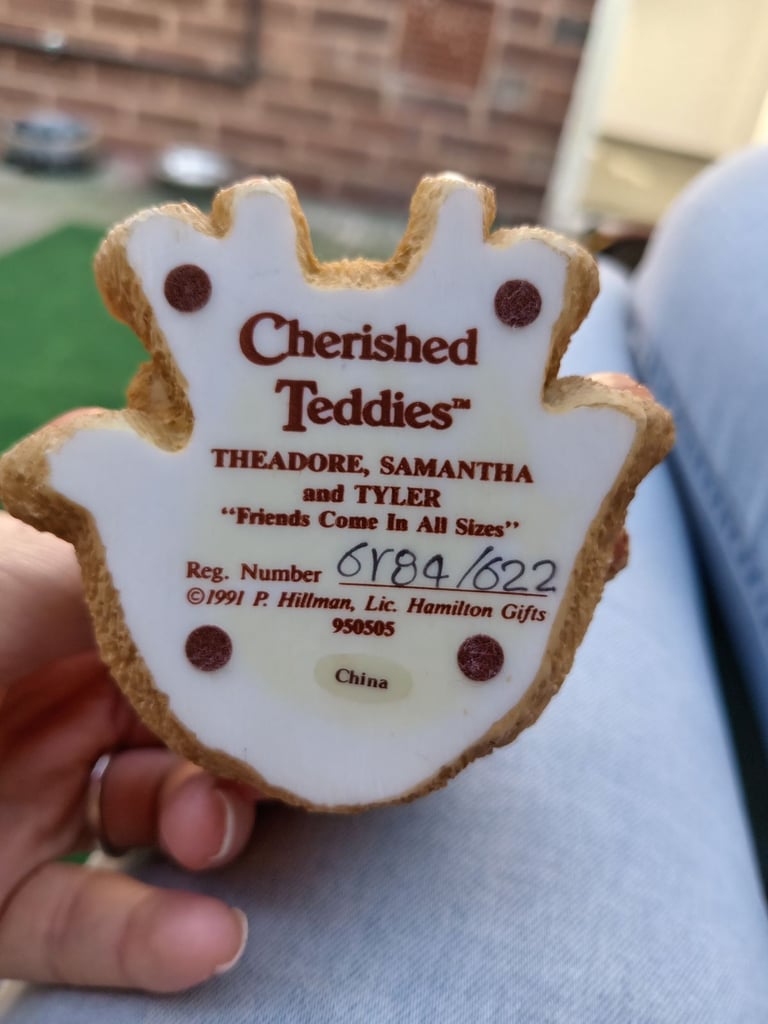 Cherished
Teddies™
THEADORE, SAMANTHA
and TYLER
“Friends Come In All Sizes”
Reg. Number 6Y84/622
©1991 P. Hillman, Lic. Hamilton Gifts
950505
China